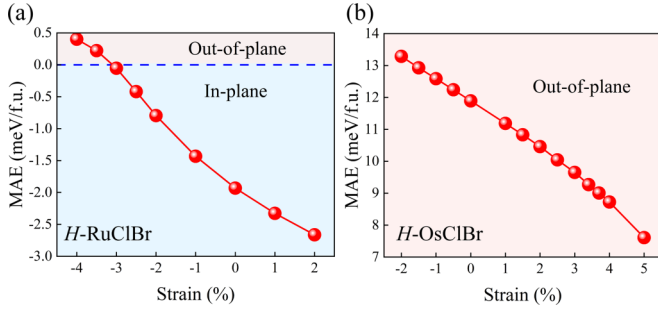 (a)
MAE (meV/f.u.)
0.5
0.0
-0.5
-1.0
-1.5
-2.0
-2.5
-3.0
Out-of-plane
In-plane
H-RuClBr
-4 -3 -2 -1 0 1 2
Strain (%)
(b)
MAE (meV/f.u.)
14
13
12
11
10
9
8
7
Out-of-plane
H-OsClBr
-2 -1 0 1 2 3 4 5
Strain (%)